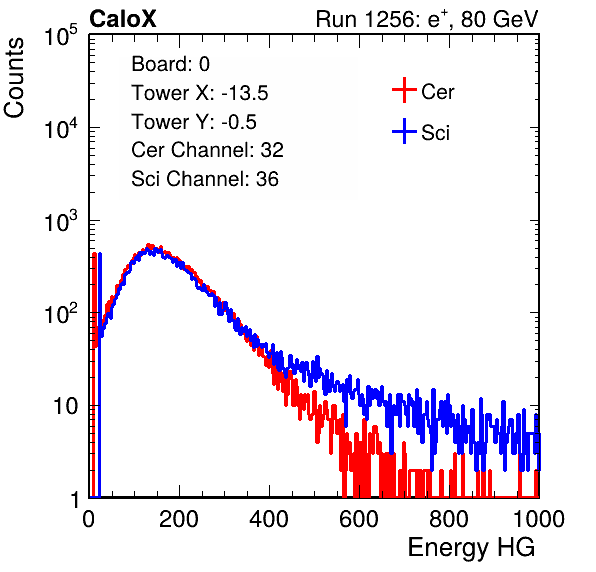 CaloX Run 1256: e⁺, 80 GeV
Counts
Board: 0
Tower X: -13.5
Tower Y: -0.5
Cer Channel: 32
Sci Channel: 36
Cer
Sci
10⁵
10⁴
10³
10²
10
1
0 200 400 600 800 1000
Energy HG